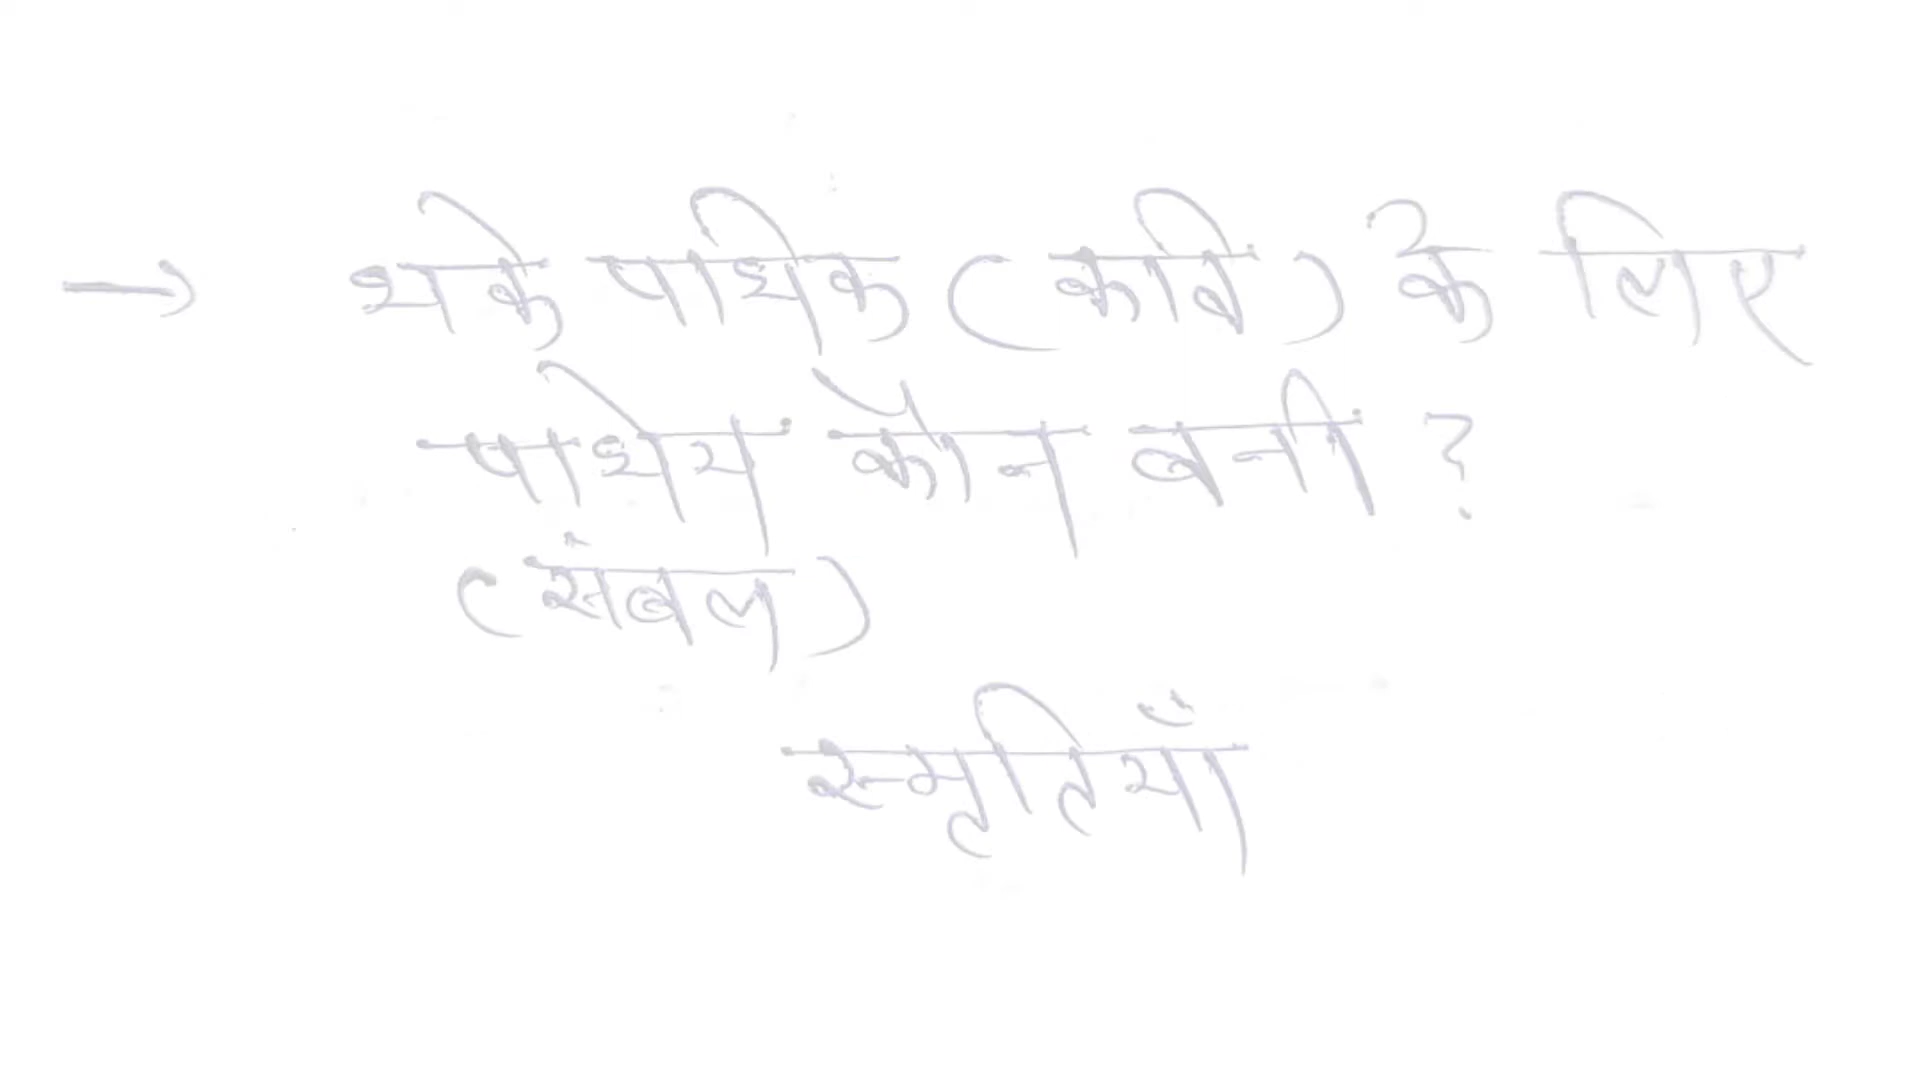 → थके पथिक (कवि) के लिए
पाथेय कौन बनी ?
(संबल)
स्मृतियाँ